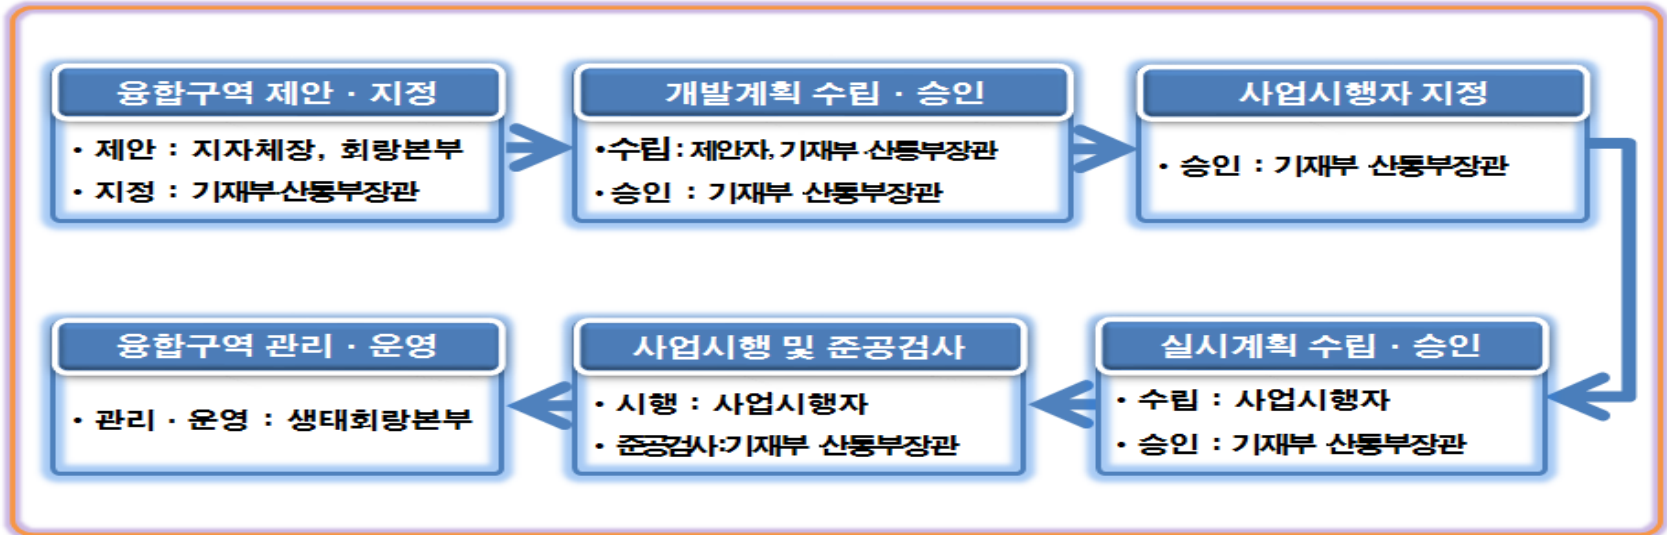 융합구역 제안 · 지정
• 제안 : 지자체장, 회랑본부
• 지정 : 기재부·산통부장관
개발계획 수립 · 승인
•수립 : 제안자, 기재부·산통부장관
• 승인 : 기재부·산통부장관
사업시행자 지정
• 승인 : 기재부·산통부장관
실시계획 수립 · 승인
• 수립 : 사업시행자
• 승인 : 기재부·산통부장관
사업시행 및 준공검사
• 시행 : 사업시행자
• 준공검사:기재부·산통부장관
융합구역 관리 · 운영
• 관리 · 운영 : 생태회랑본부